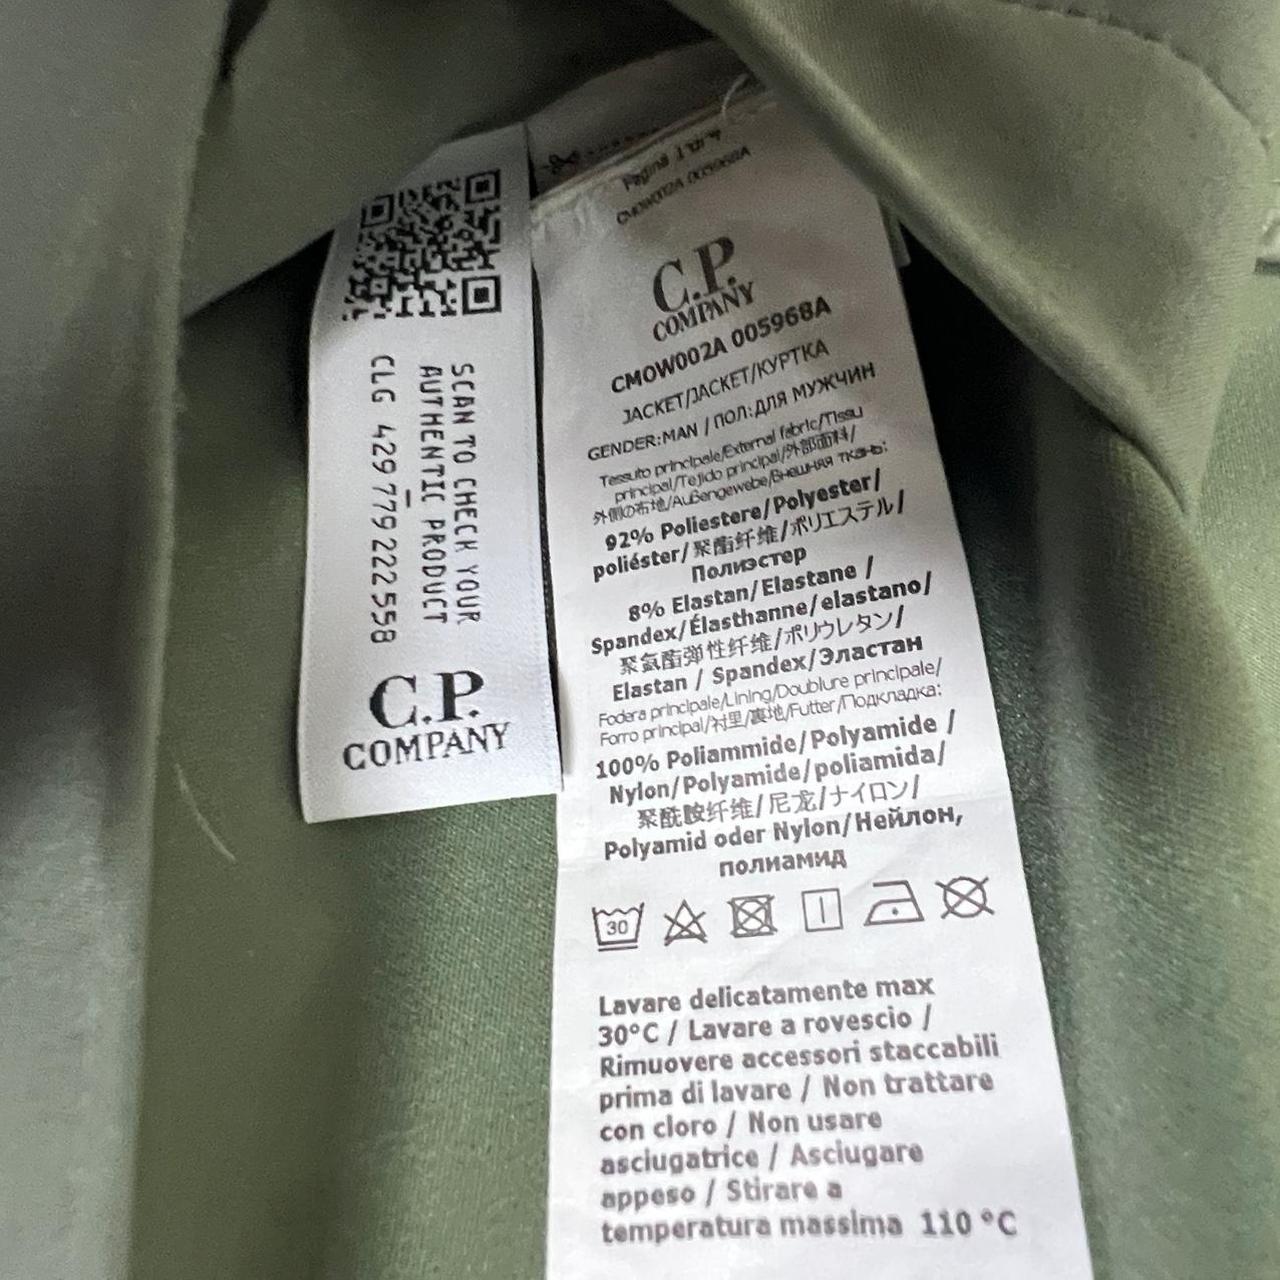 SCAN TO CHECK YOUR
AUTHENTIC PRODUCT
CLG 429 779 222 558
C.P.
COMPANY
Pagina 1 di 4
CMOW002A 005968A
C.P.
COMPANY
CMOW002A 005968A
JACKET/JACKET/КУРТКА
GENDER:MAN / ПОЛ:ДЛЯ МУЖЧИН
Tessuto principale/External fabric/Tissu
principal/Tejido principal/外部面料/
外側の布地/Außengewebe/Внешняя ткань:
92% Poliestere/Polyester/
poliéster/聚酯纤维/ポリエステル/
Полиэстер
8% Elastan/Elastane /
Spandex/Élasthanne/elastano/
聚氨酯弹性纤维/ポリウレタン/
Elastan / Spandex/Эластан
Fodera principale/Lining/Doublure principale/
Forro principal/衬里/裏地/Futter/Подкладка:
100% Poliammide/Polyamide /
Nylon/Polyamide/poliamida/
聚酰胺纤维/尼龙/ナイロン/
Polyamid oder Nylon/Нейлон,
полиамид
30
Lavare delicatamente max
30°C / Lavare a rovescio /
Rimuovere accessori staccabili
prima di lavare / Non trattare
con cloro / Non usare
asciugatrice / Asciugare
appeso / Stirare a
temperatura massima 110 °C